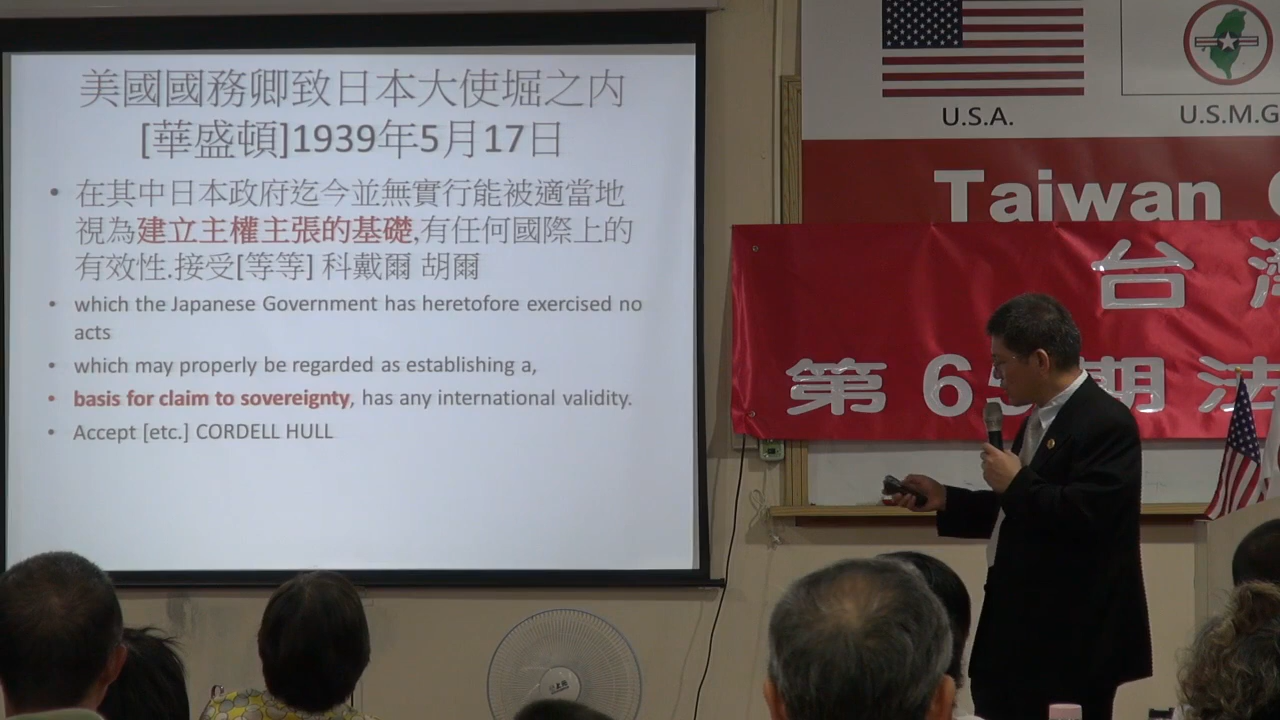 美國國務卿致日本大使堀之内
[華盛頓]1939年5月17日
• 在其中日本政府迄今並無實行能被適當地
視為建立主權主張的基礎,有任何國際上的
有效性.接受[等等] 科戴爾 胡爾
• which the Japanese Government has heretofore exercised no
acts
• which may properly be regarded as establishing a,
• basis for claim to sovereignty, has any international validity.
• Accept [etc.] CORDELL HULL
U.S.A.
U.S.M.G
Taiwan
台
第 65期 法